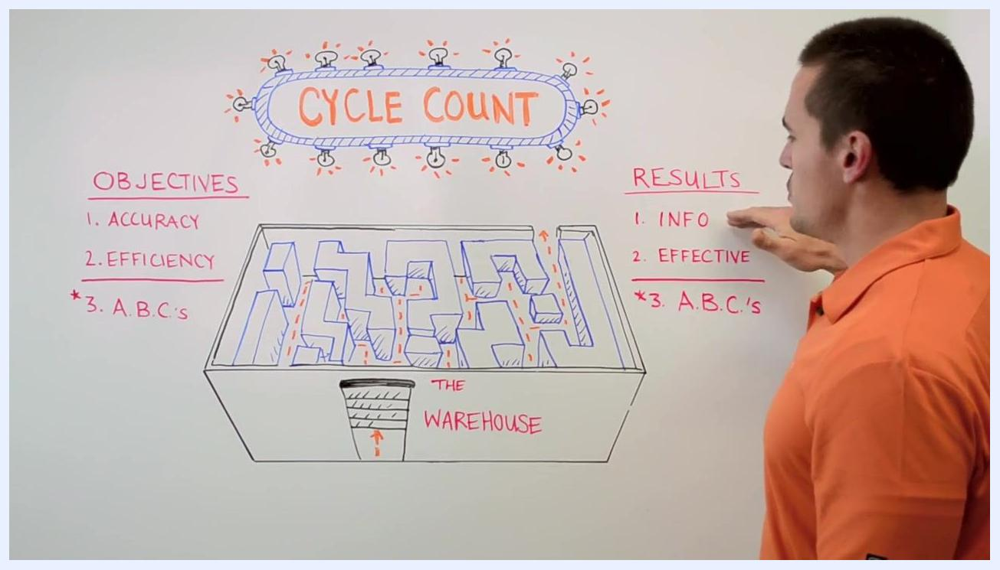 CYCLE COUNT
OBJECTIVES
1. ACCURACY
2. EFFICIENCY
*3. A.B.C.'s
RESULTS
1. INFO
2. EFFECTIVE
*3. A.B.C.'s
THE
WAREHOUSE